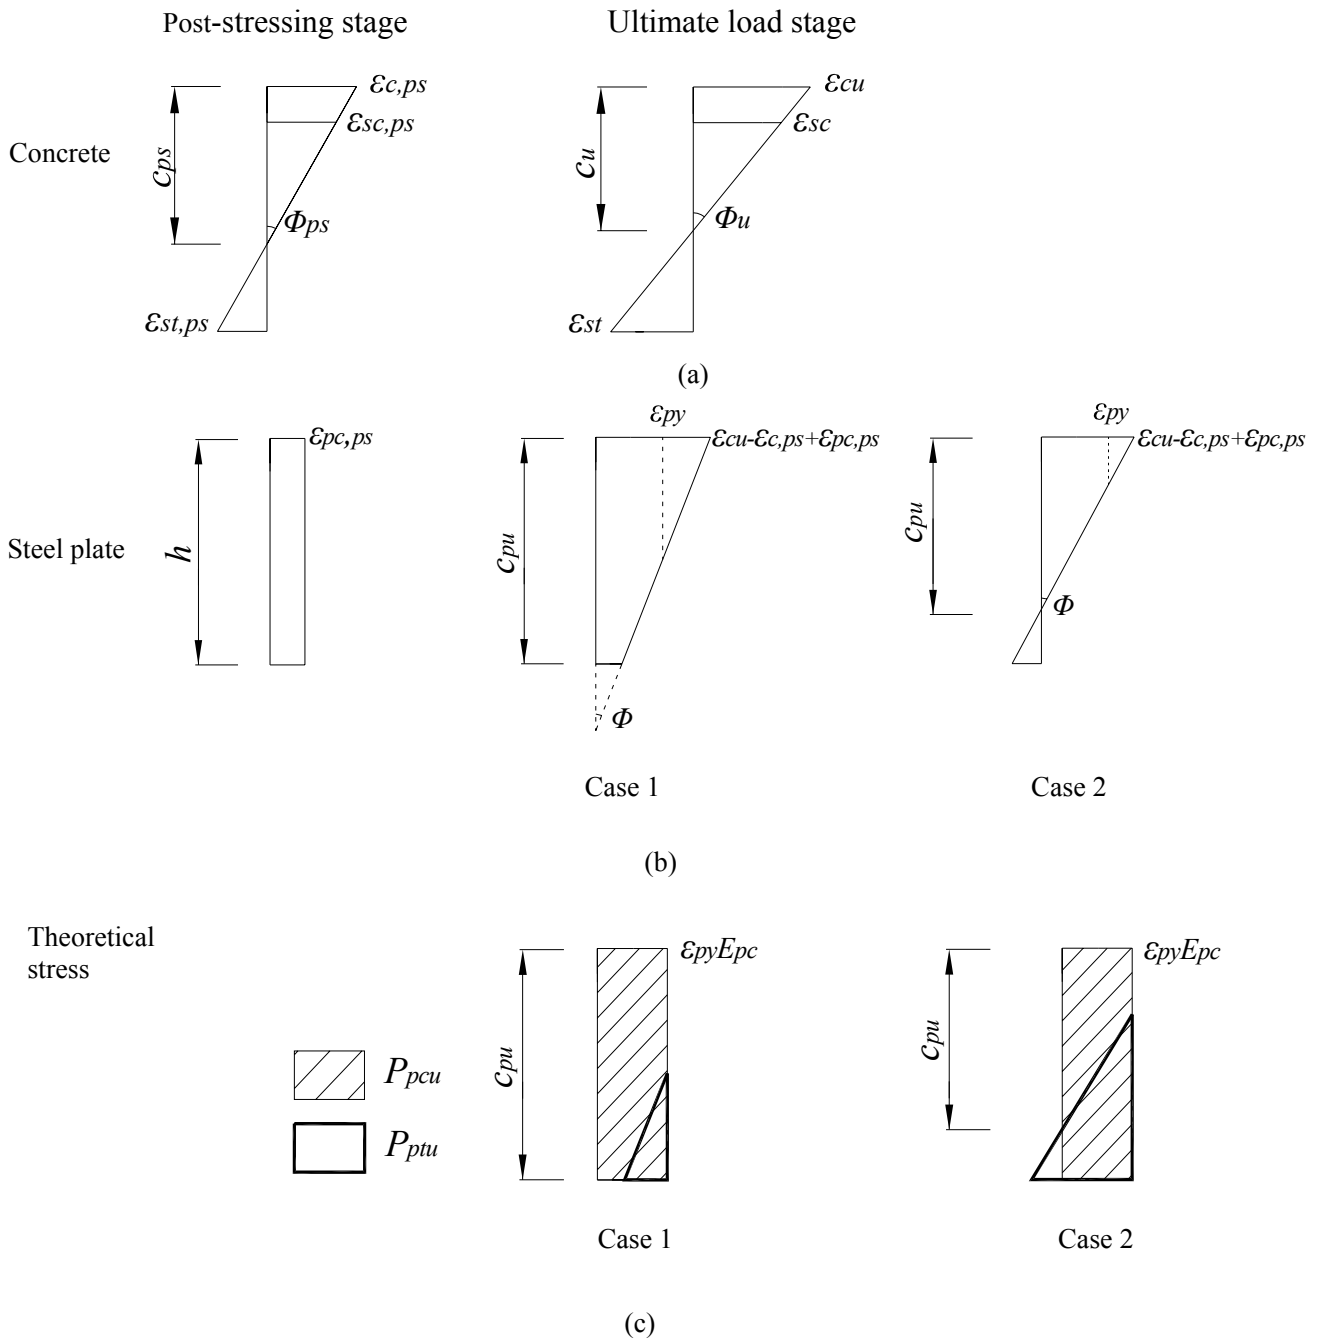 Post-stressing stage
Ultimate load stage
Concrete
cps
εc,ps
εsc,ps
Φps
εst,ps
cu
εcu
εsc
Φu
εst
(a)
Steel plate
h
εpc,ps
cpu
εpy
εcu-εc,ps+εpc,ps
Φ
Case 1
cpu
εpy
εcu-εc,ps+εpc,ps
Φ
Case 2
(b)
Theoretical
stress
Ppcu
Pptu
cpu
εpyEpc
Case 1
cpu
εpyEpc
Case 2
(c)